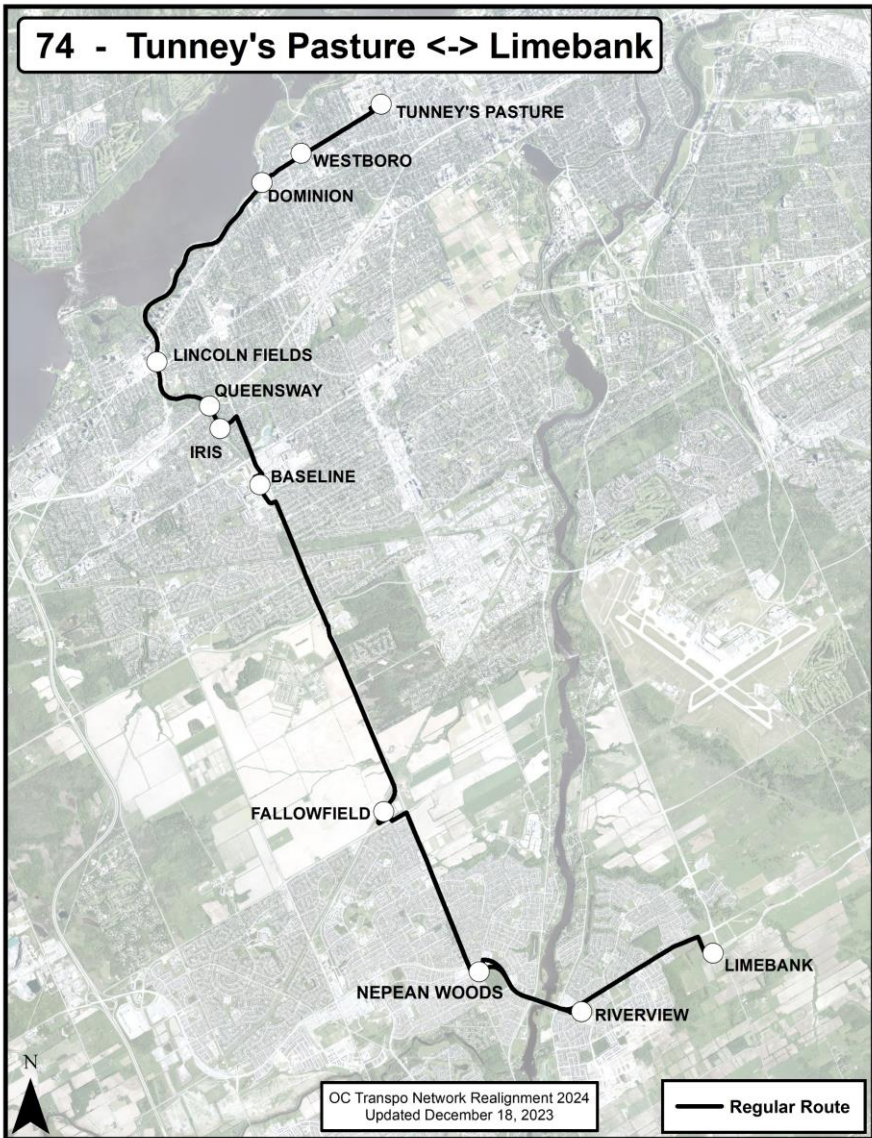 74 - Tunney's Pasture <-> Limebank
TUNNEY'S PASTURE
WESTBORO
DOMINION
LINCOLN FIELDS
QUEENSWAY
IRIS
BASELINE
FALLOWFIELD
NEPEAN WOODS
LIMEBANK
RIVERVIEW
N
OC Transpo Network Realignment 2024
Updated December 18, 2023
Regular Route